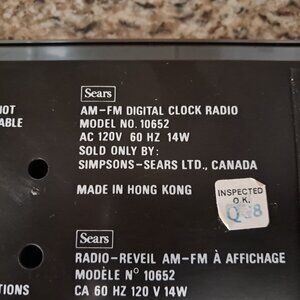 Sears
OT
AM-FM DIGITAL CLOCK RADIO
ABLE
MODEL NO. 10652
AC 120V 60 HZ 14W
SOLD ONLY BY:
SIMPSONS-SEARS LTD., CANADA
MADE IN HONG KONG
INSPECTED
O.K.
Sears
RADIO-REVEIL AM-FM À AFFICHAGE
MODÈLE Nº 10652
TIONS
CA 60 HZ 120 V 14W